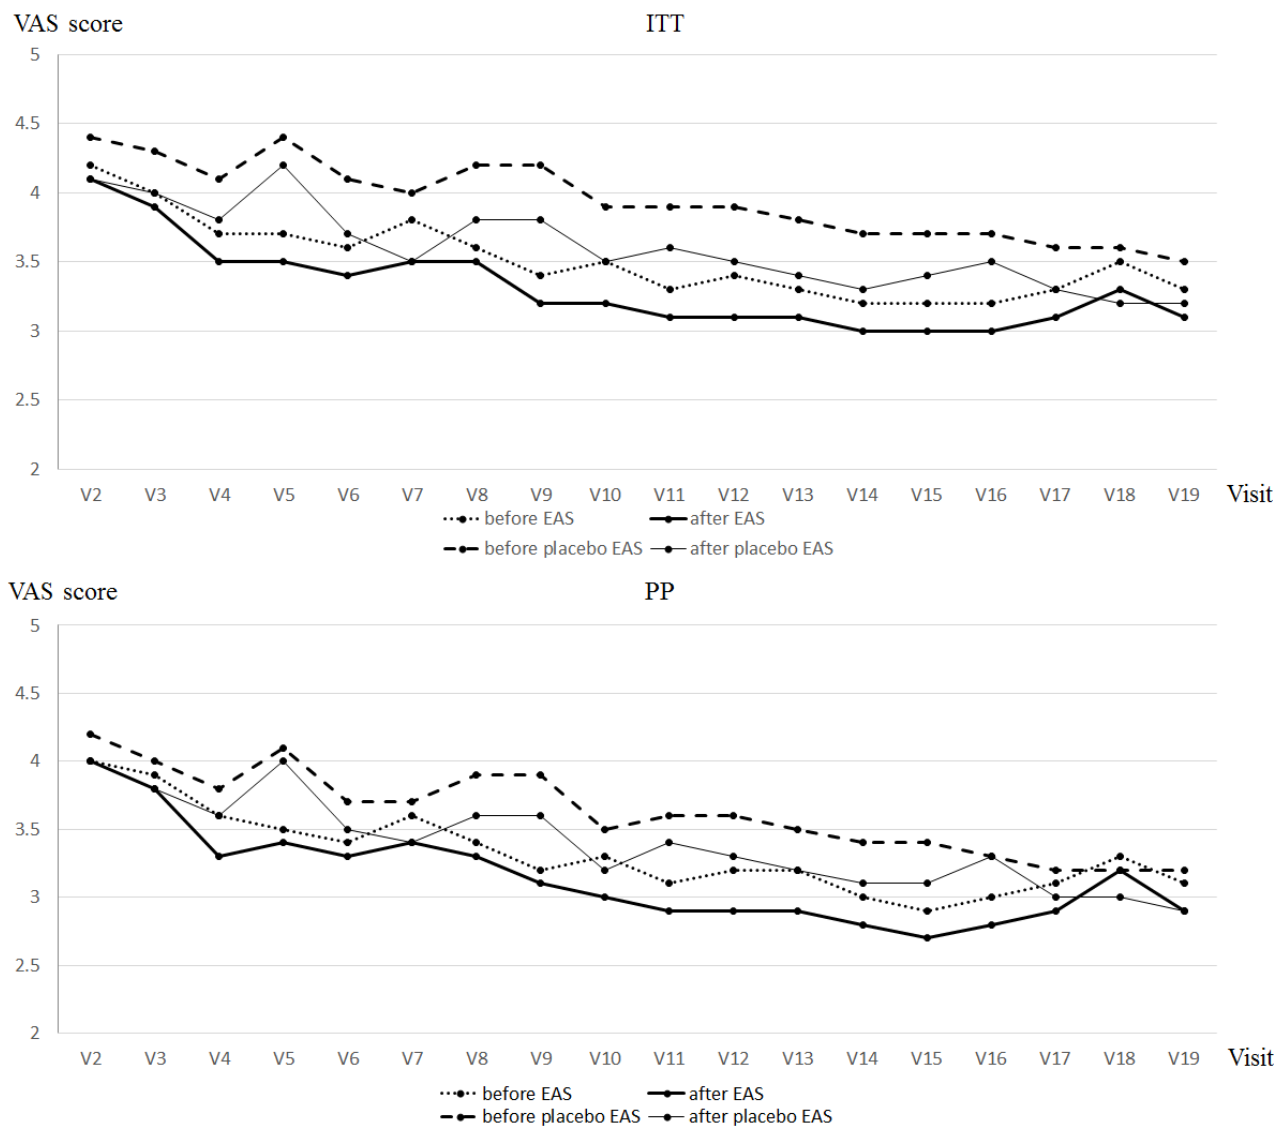 VAS score ITT
5
4.5
4
3.5
3
2.5
2
V2 V3 V4 V5 V6 V7 V8 V9 V10 V11 V12 V13 V14 V15 V16 V17 V18 V19 Visit
before EAS after EAS
before placebo EAS after placebo EAS
VAS score PP
5
4.5
4
3.5
3
2.5
2
V2 V3 V4 V5 V6 V7 V8 V9 V10 V11 V12 V13 V14 V15 V16 V17 V18 V19 Visit
before EAS after EAS
before placebo EAS after placebo EAS